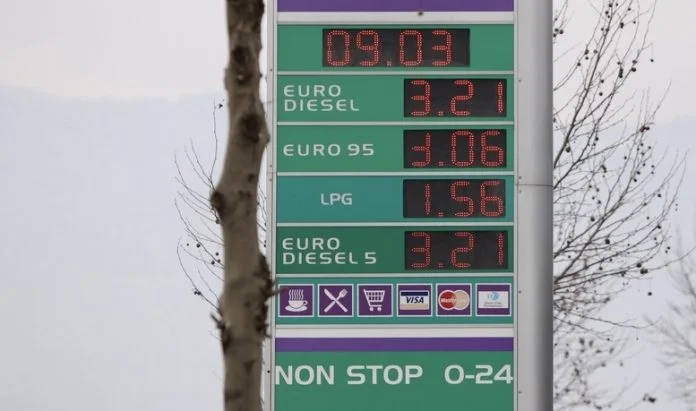 09.03
EURO
DIESEL 3.21
EURO 95 3.06
LPG 1.56
EURO
DIESEL 5 3.21
VISA MasterCard
NON STOP 0-24